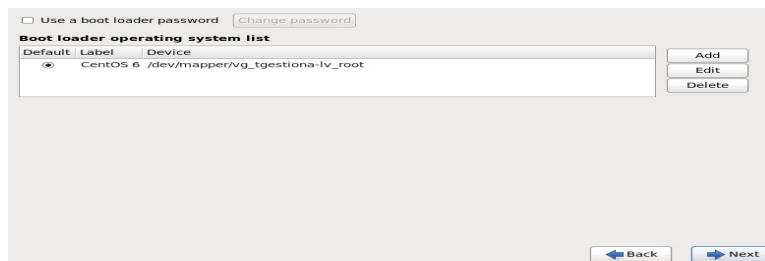 Use a boot loader password Change password
Boot loader operating system list
Default Label Device
CentOS 6 /dev/mapper/vg_tgestiona-lv_root
Add
Edit
Delete
Back Next